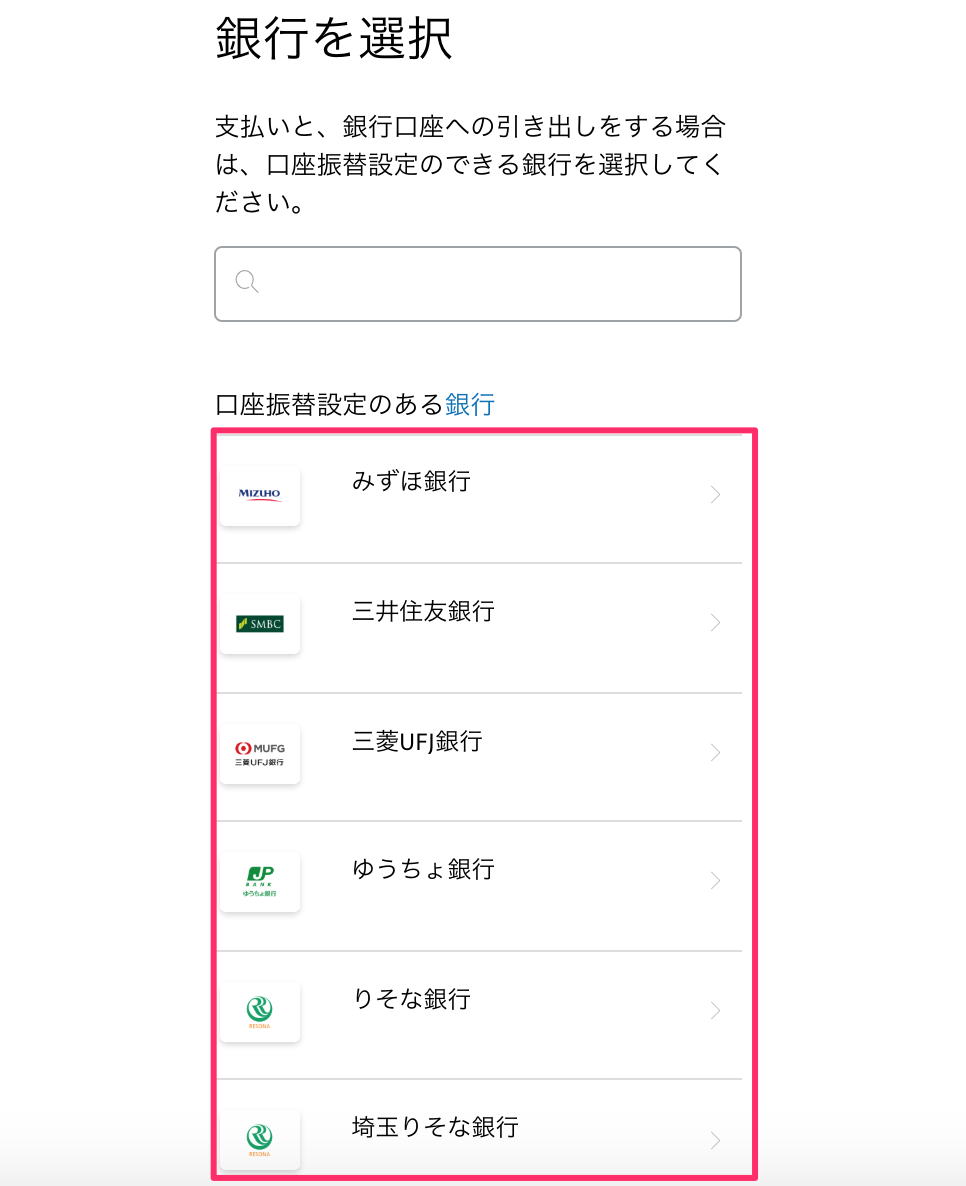 銀行を選択
支払いと、銀行口座への引き出しをする場合
は、口座振替設定のできる銀行を選択してく
ださい。
口座振替設定のある銀行
MIZUHO
みずほ銀行
SMBC
三井住友銀行
MUFG
三菱UFJ銀行
三菱UFJ銀行
JP
BANK
ゆうちょ銀行
ゆうちょ銀行
RESONA
りそな銀行
RESONA
埼玉りそな銀行